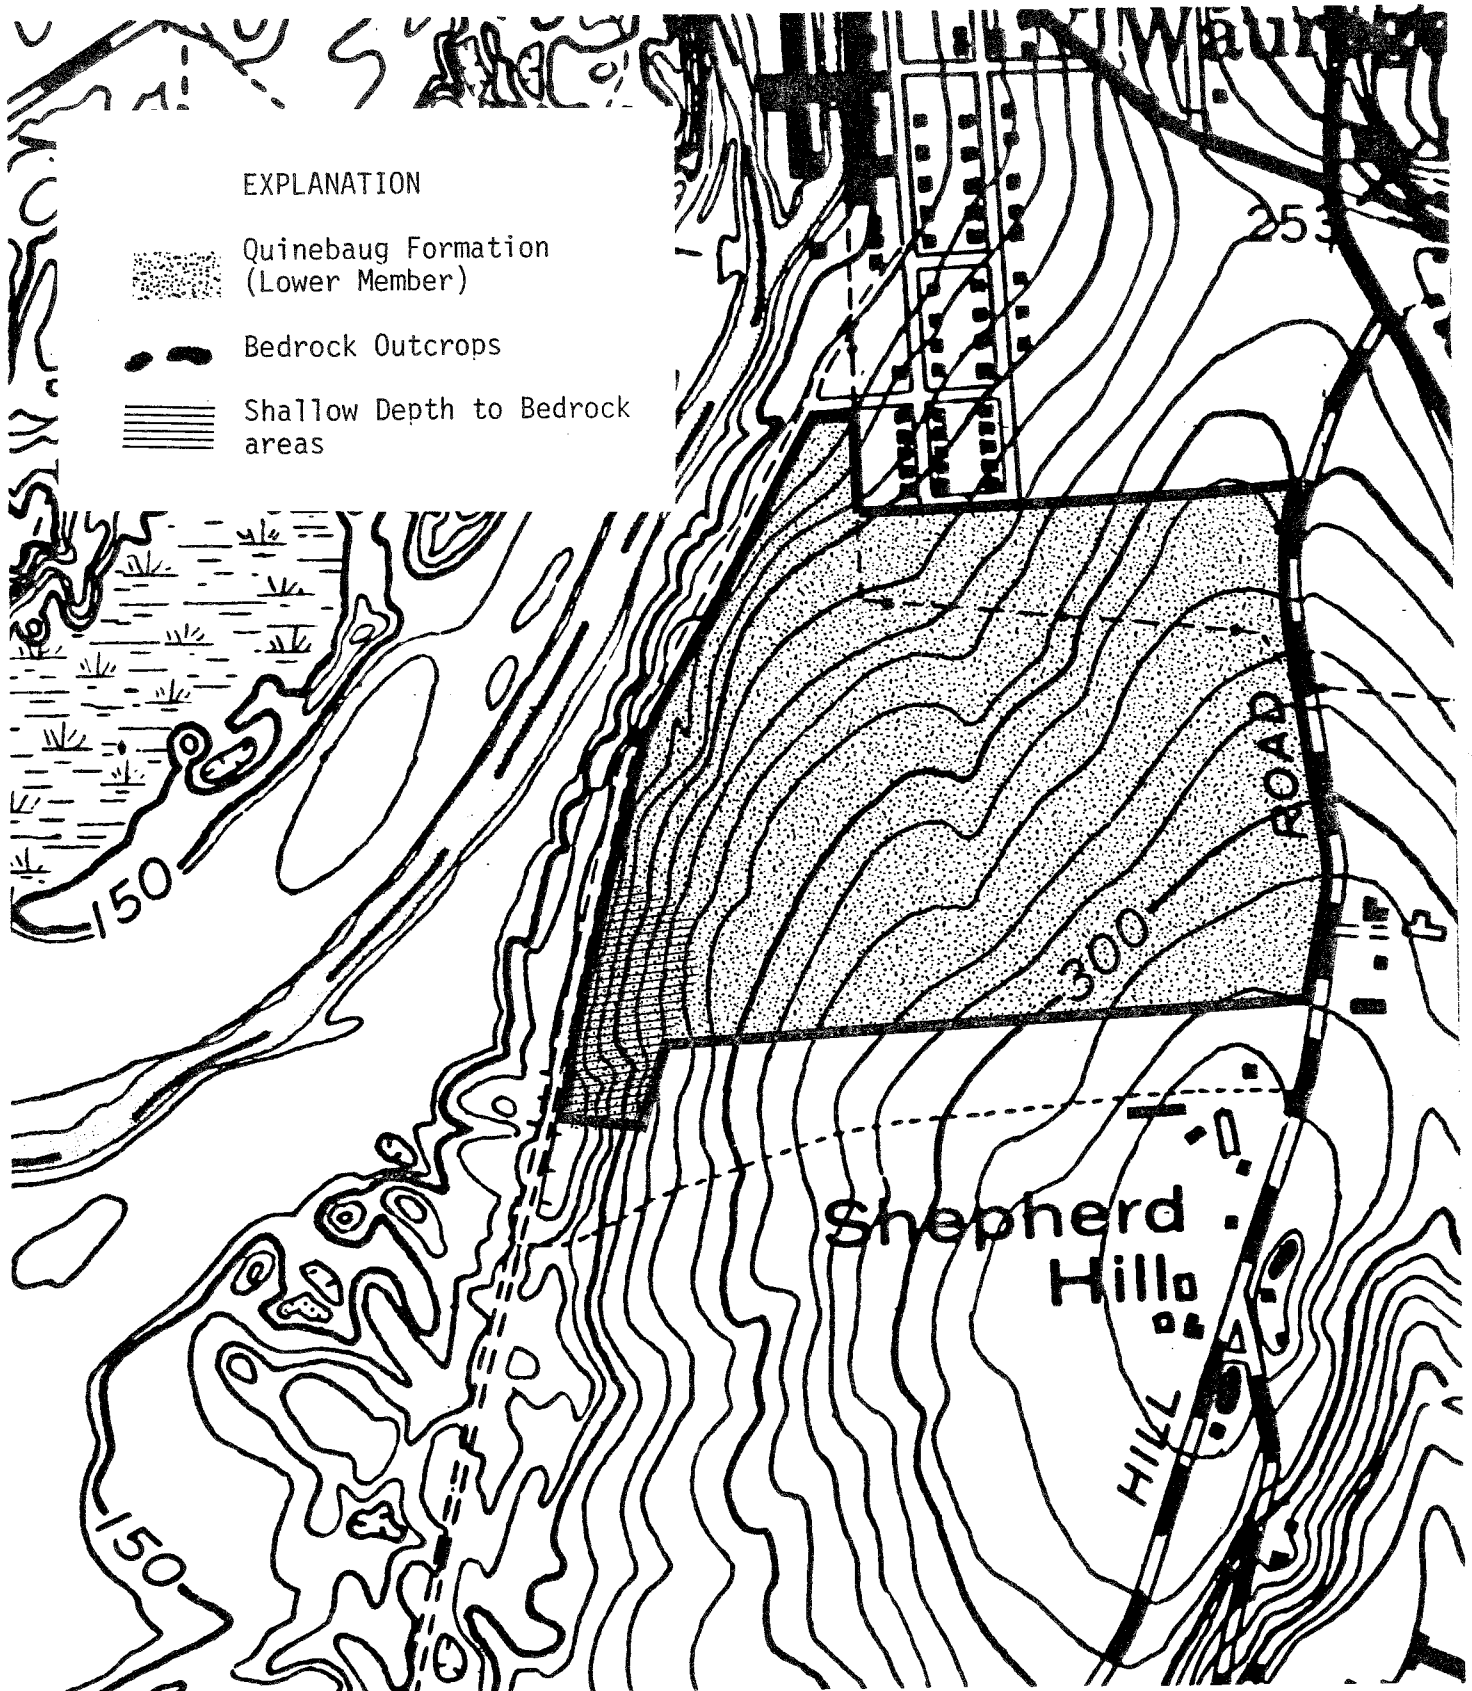 EXPLANATION
Quinebaug Formation
(Lower Member)
Bedrock Outcrops
Shallow Depth to Bedrock
areas
253
ROAD
150
300
Shepherd
Hill
HILL
150